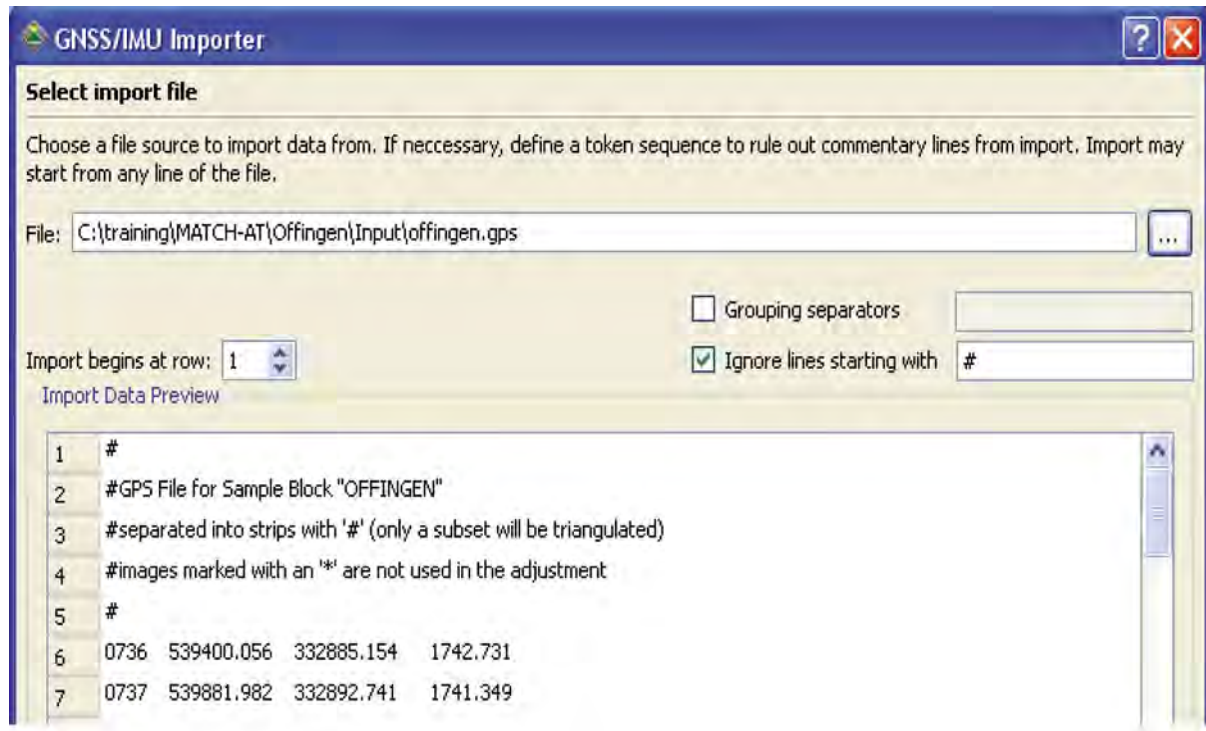 GNSS/IMU Importer
Select import file
Choose a file source to import data from. If neccessary, define a token sequence to rule out commentary lines from import. Import may
start from any line of the file.
File: C:\training\MATCH-AT\Offingen\Input\offingen.gps ...
Grouping separators
Import begins at row: 1 Ignore lines starting with #
Import Data Preview
1 #
2 #GPS File for Sample Block "OFFINGEN"
3 #separated into strips with '#' (only a subset will be triangulated)
4 #images marked with an '*' are not used in the adjustment
5 #
6 0736 539400.056 332885.154 1742.731
7 0737 539881.982 332892.741 1741.349